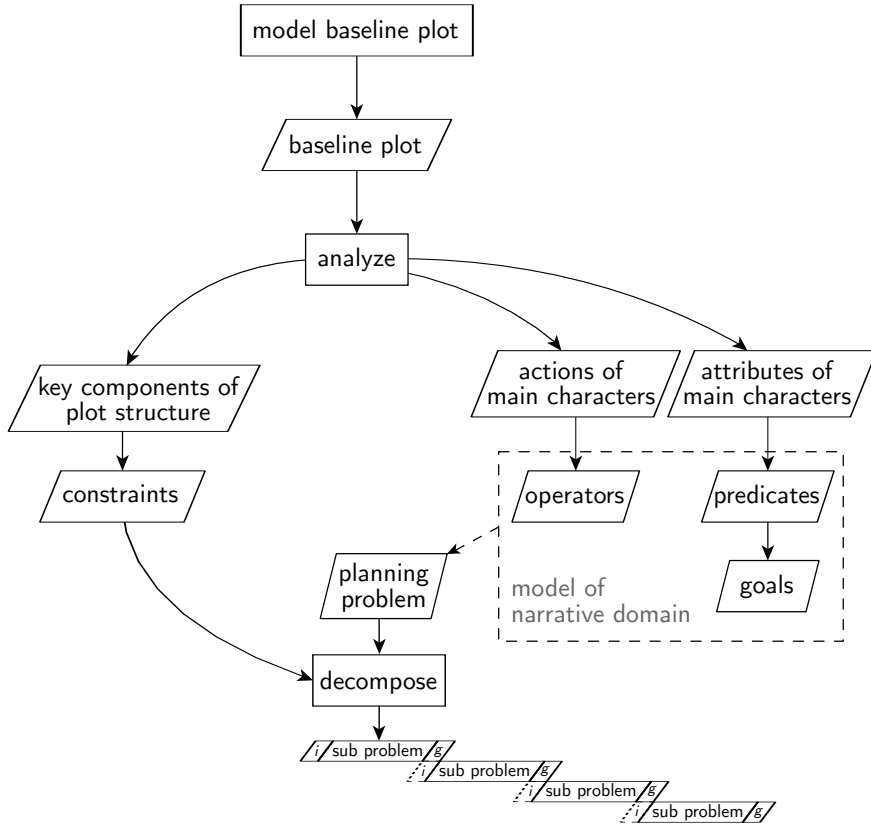 model baseline plot
baseline plot
analyze
key components of
plot structure
actions of
main characters
attributes of
main characters
constraints
operators
predicates
planning
problem
model of
narrative domain
goals
decompose
i sub problem g
i sub problem g
i sub problem g
i sub problem g